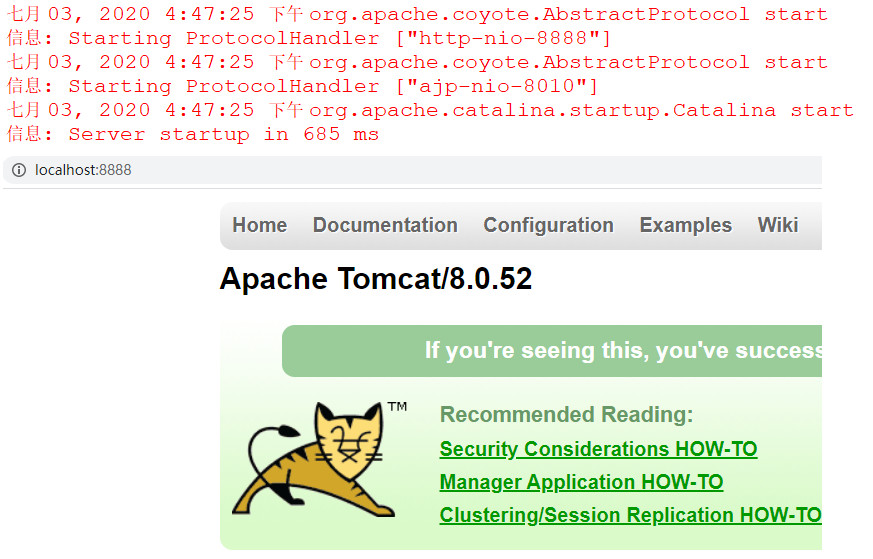 七月 03, 2020 4:47:25 下午 org.apache.coyote.AbstractProtocol start
信息: Starting ProtocolHandler ["http-nio-8888"]
七月 03, 2020 4:47:25 下午 org.apache.coyote.AbstractProtocol start
信息: Starting ProtocolHandler ["ajp-nio-8010"]
七月 03, 2020 4:47:25 下午 org.apache.catalina.startup.Catalina start
信息: Server startup in 685 ms
localhost:8888
Home Documentation Configuration Examples Wiki
Apache Tomcat/8.0.52
If you're seeing this, you've success
TM
Recommended Reading:
Security Considerations HOW-TO
Manager Application HOW-TO
Clustering/Session Replication HOW-TO